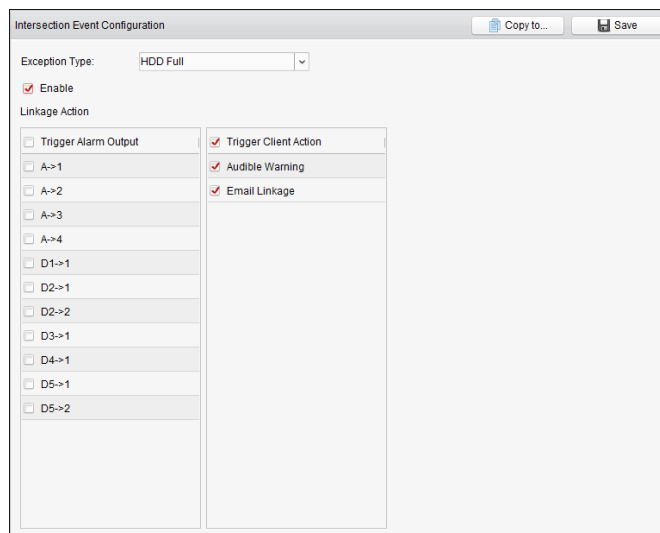 Intersection Event Configuration
Copy to...
Save
Exception Type:
HDD Full
Enable
Linkage Action
Trigger Alarm Output
Trigger Client Action
A->1
Audible Warning
A->2
Email Linkage
A->3
A->4
D1->1
D2->1
D2->2
D3->1
D4->1
D5->1
D5->2